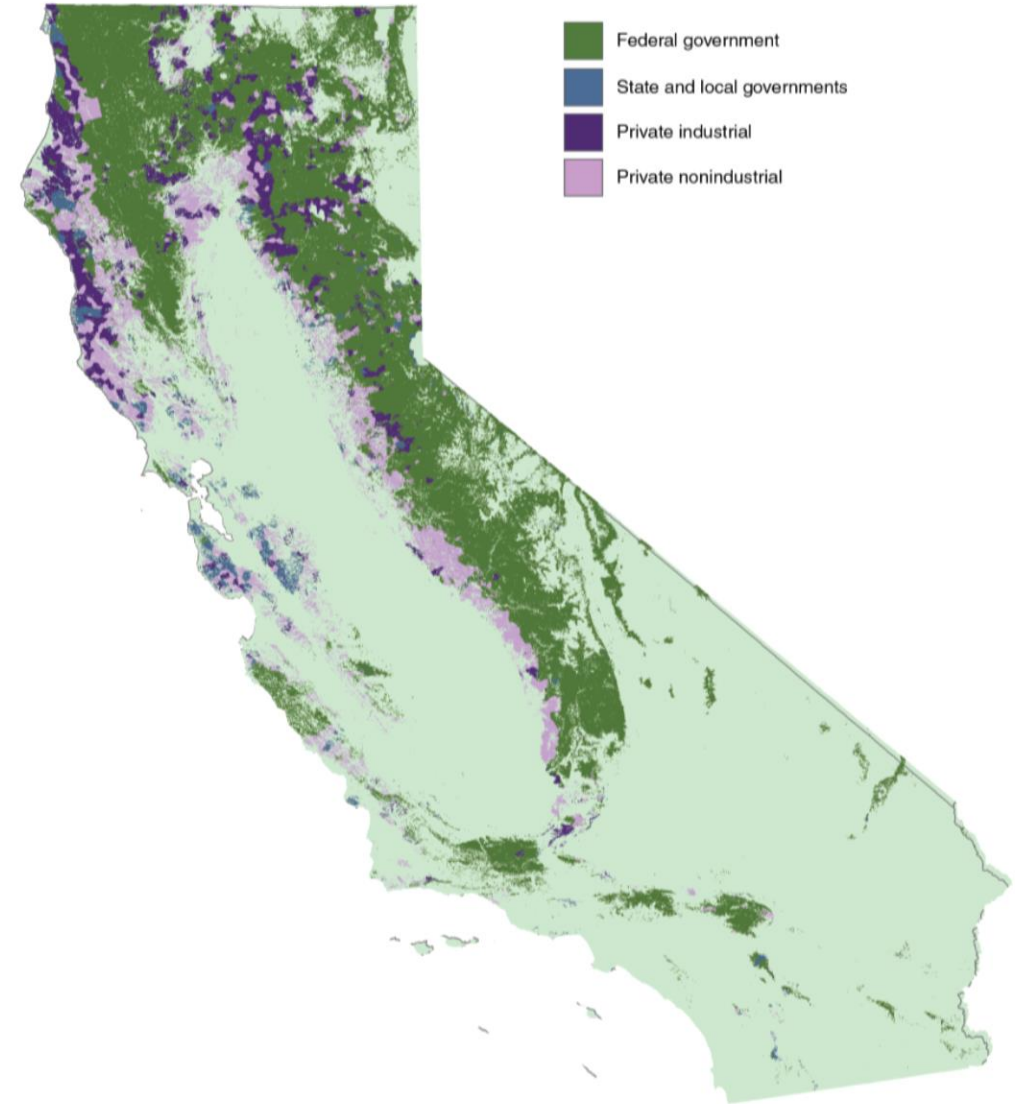 Federal government
State and local governments
Private industrial
Private nonindustrial